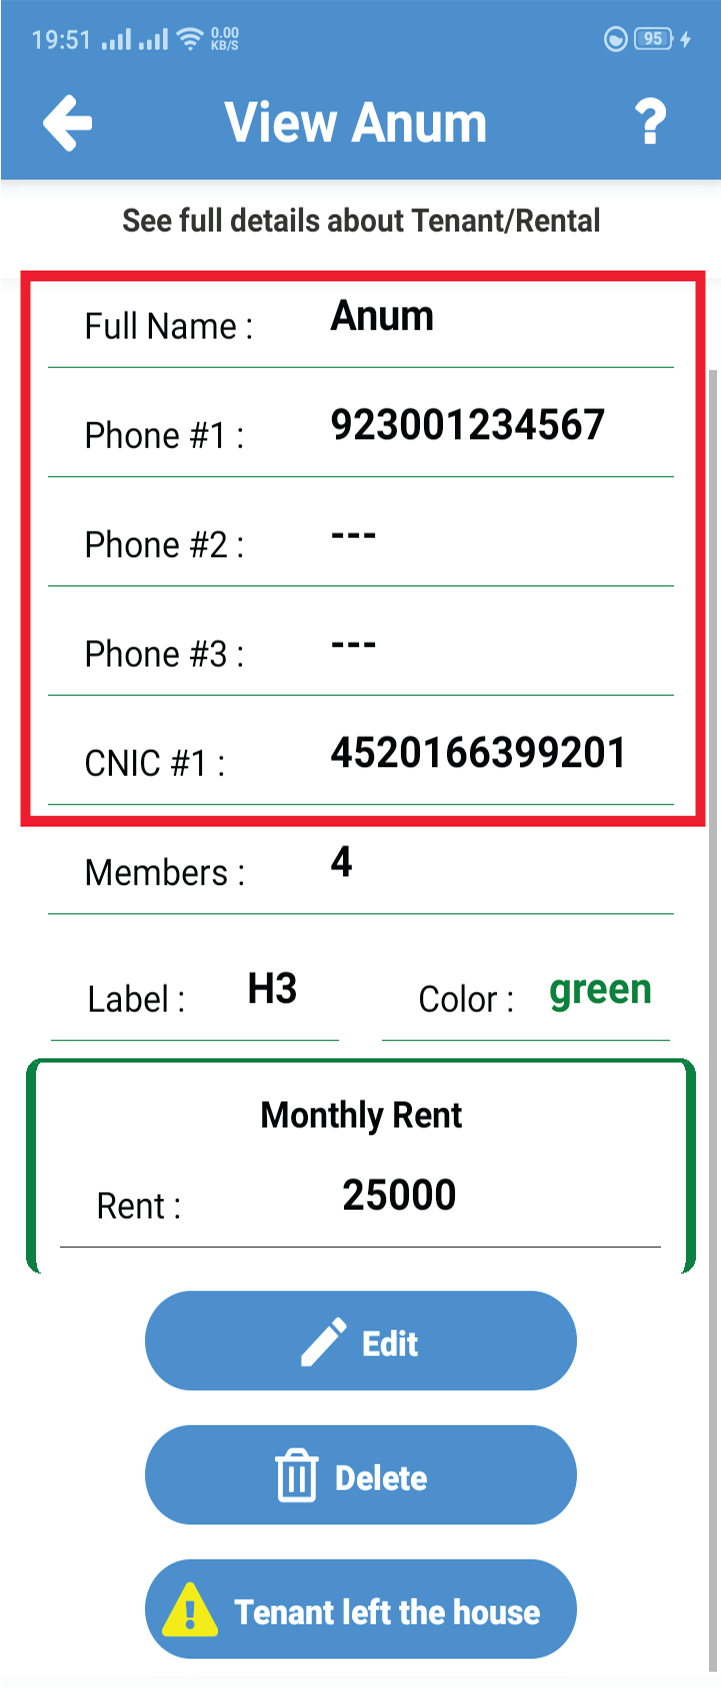 19:51 0.00 KB/S 95
View Anum ?
See full details about Tenant/Rental
Full Name : Anum
Phone #1 : 923001234567
Phone #2 : ---
Phone #3 : ---
CNIC #1 : 4520166399201
Members : 4
Label : H3 Color : green
Monthly Rent
Rent : 25000
Edit
Delete
Tenant left the house